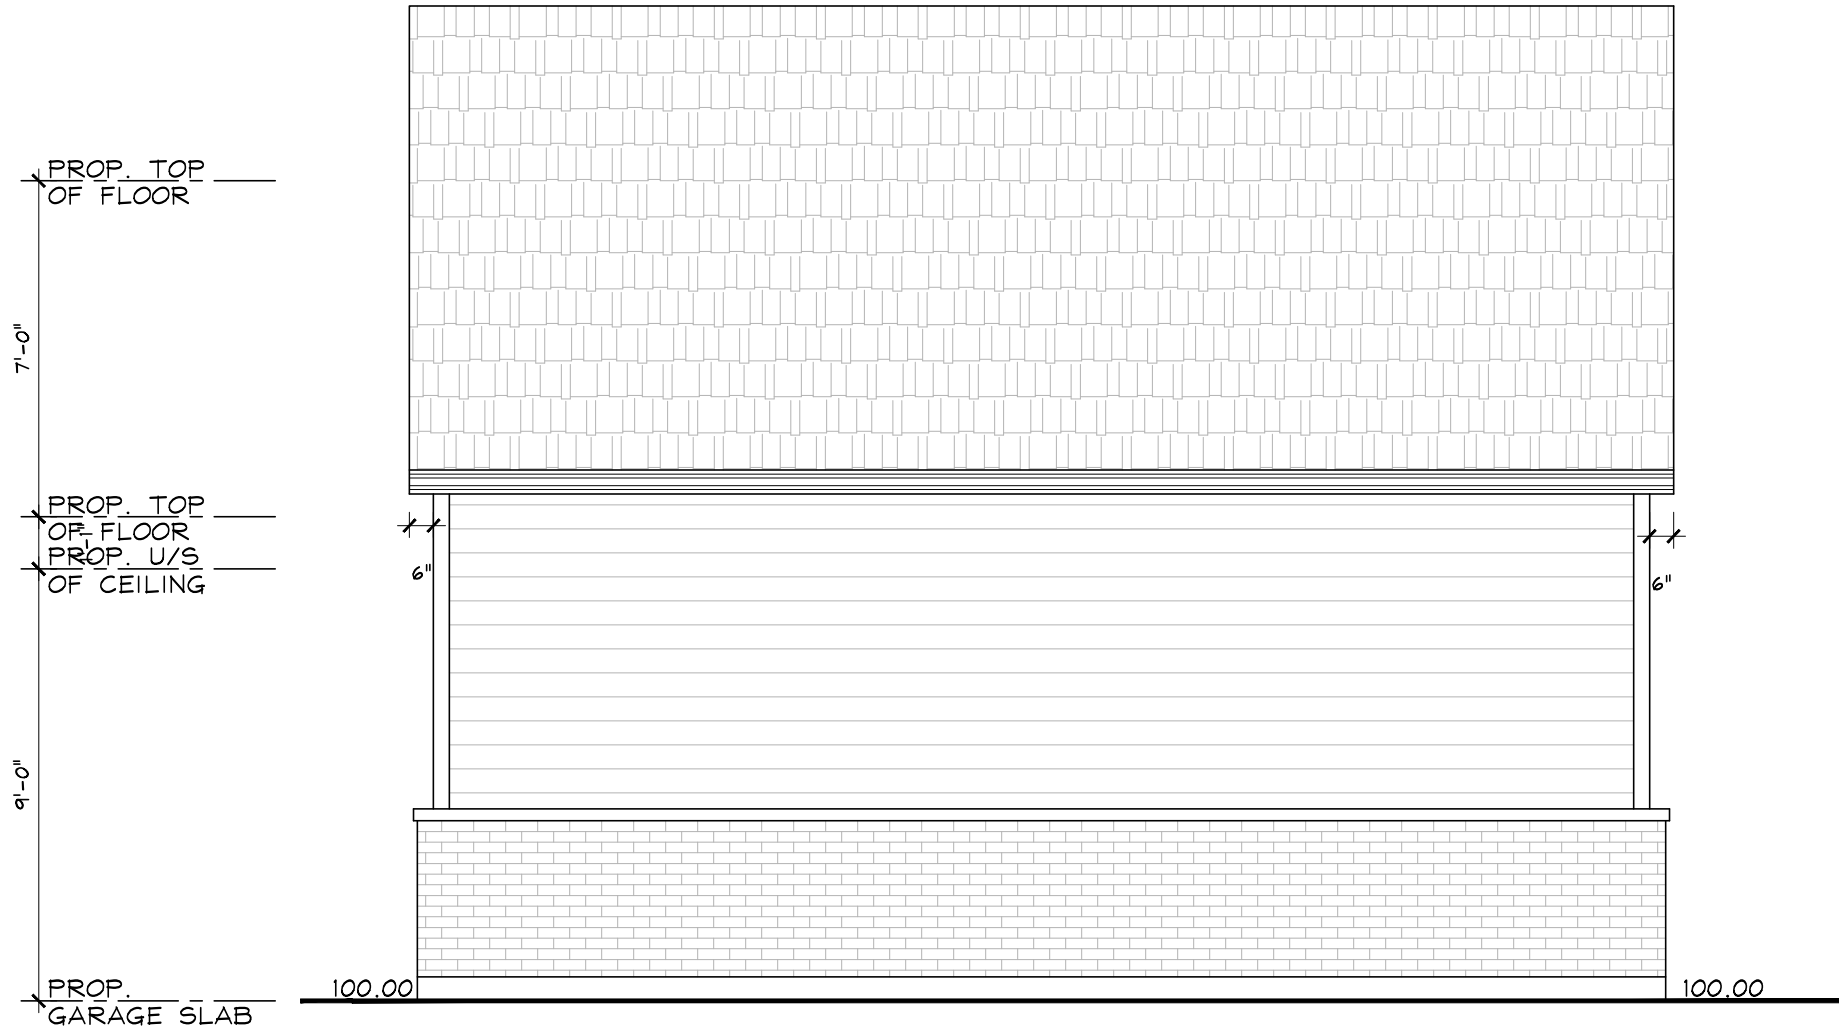 PROP. TOP
OF FLOOR
7'-0"
PROP. TOP
OF FLOOR
PROP. U/S
OF CEILING
6"
6"
9'-0"
PROP.
GARAGE SLAB
100.00
100.00